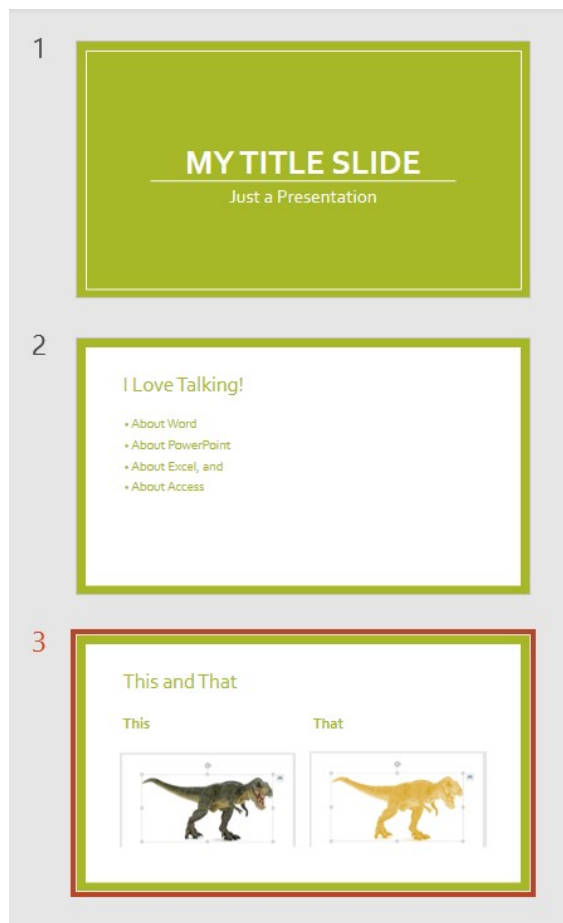 1
MY TITLE SLIDE
Just a Presentation
2
I Love Talking!
• About Word
• About PowerPoint
• About Excel, and
• About Access
3
This and That
This That